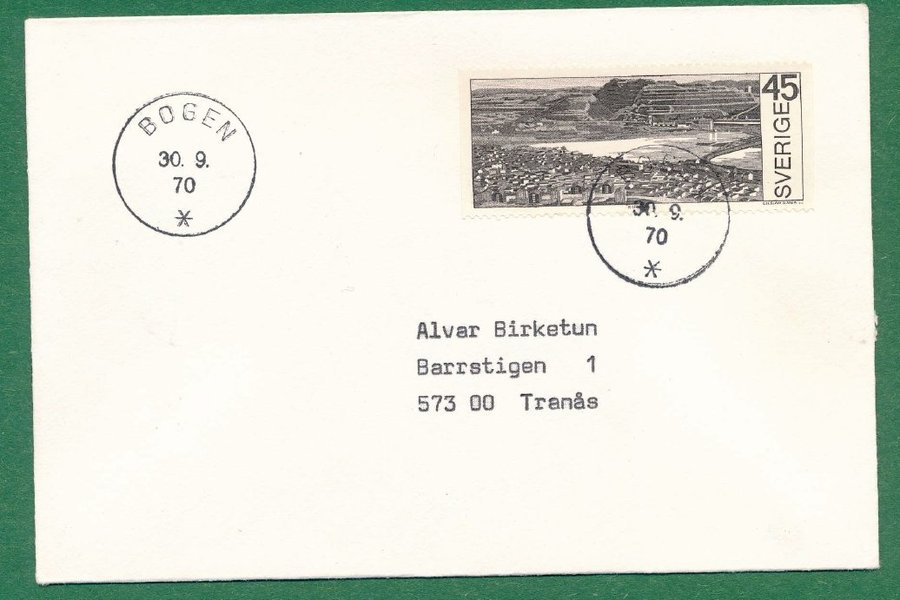 BOGEN
30. 9.
70
*
45
SVERIGE
30. 9.
70
*
Alvar Birketun
Barrstigen 1
573 00 Tranås